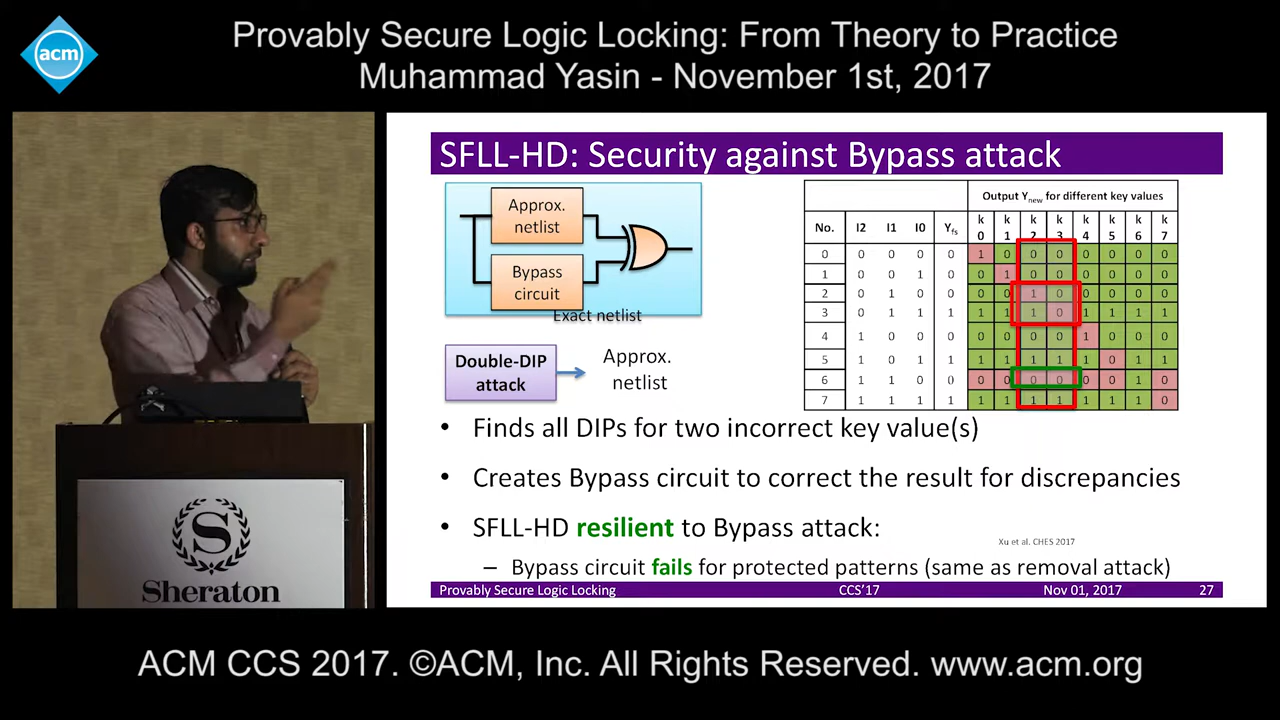 acm
Provably Secure Logic Locking: From Theory to Practice
Muhammad Yasin - November 1st, 2017
SFLL-HD: Security against Bypass attack
Approx.
netlist
Bypass
circuit
Exact netlist
Double-DIP
attack
Approx.
netlist
Output Ynew for different key values
No. I2 I1 I0 Yfs k0 k1 k2 k3 k4 k5 k6 k7
0 0 0 0 0 1 0 0 0 0 0 0 0
1 0 0 1 0 0 1 0 0 0 0 0 0
2 0 1 0 0 0 0 1 0 0 0 0 0
3 0 1 1 1 1 1 1 0 1 1 1 1
4 1 0 0 0 0 0 0 0 1 0 0 0
5 1 0 1 1 1 1 1 1 1 0 1 1
6 1 1 0 0 0 0 0 0 0 0 1 0
7 1 1 1 1 1 1 1 1 1 1 1 0
• Finds all DIPs for two incorrect key value(s)
• Creates Bypass circuit to correct the result for discrepancies
• SFLL-HD resilient to Bypass attack:
Xu et al. CHES 2017
– Bypass circuit fails for protected patterns (same as removal attack)
Provably Secure Logic Locking CCS'17 Nov 01, 2017 27
S
Sheraton
ACM CCS 2017. ©ACM, Inc. All Rights Reserved. www.acm.org